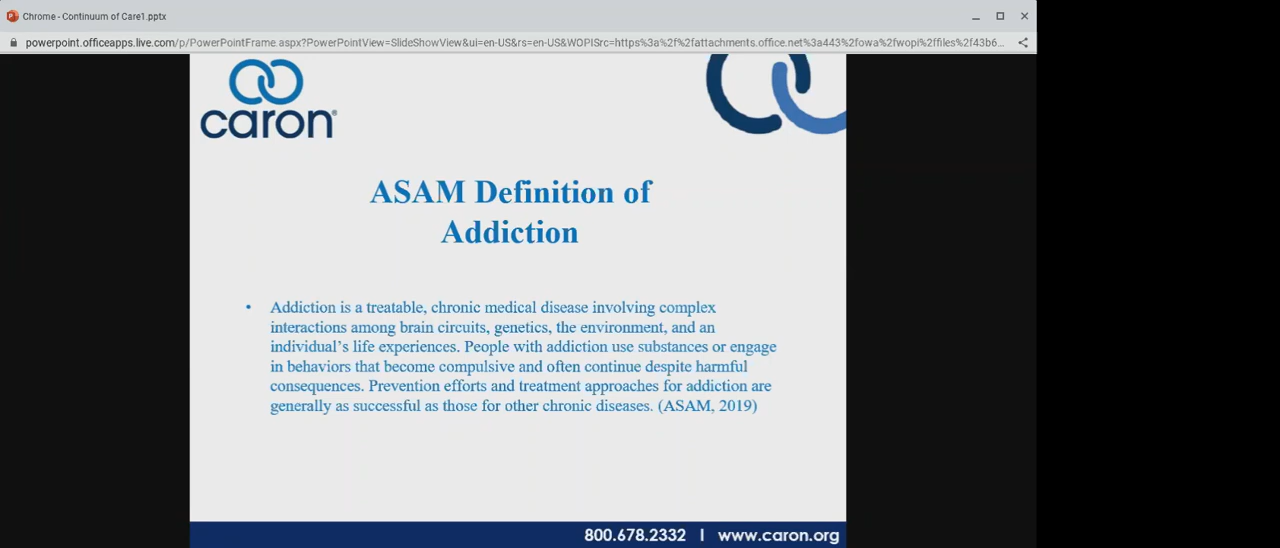 Chrome - Continuum of Care1.pptx
powerpoint.officeapps.live.com/p/PowerPointFrame.aspx?PowerPointView=SlideShowView&ui=en-US&rs=en-US&WOPISrc=https%3a%2f%2fattachments.office.net%3a443%2fowa%2fwopi%2ffiles%2f43b6...
caron®
ASAM Definition of
Addiction
• Addiction is a treatable, chronic medical disease involving complex
interactions among brain circuits, genetics, the environment, and an
individual's life experiences. People with addiction use substances or engage
in behaviors that become compulsive and often continue despite harmful
consequences. Prevention efforts and treatment approaches for addiction are
generally as successful as those for other chronic diseases. (ASAM, 2019)
800.678.2332 | www.caron.org